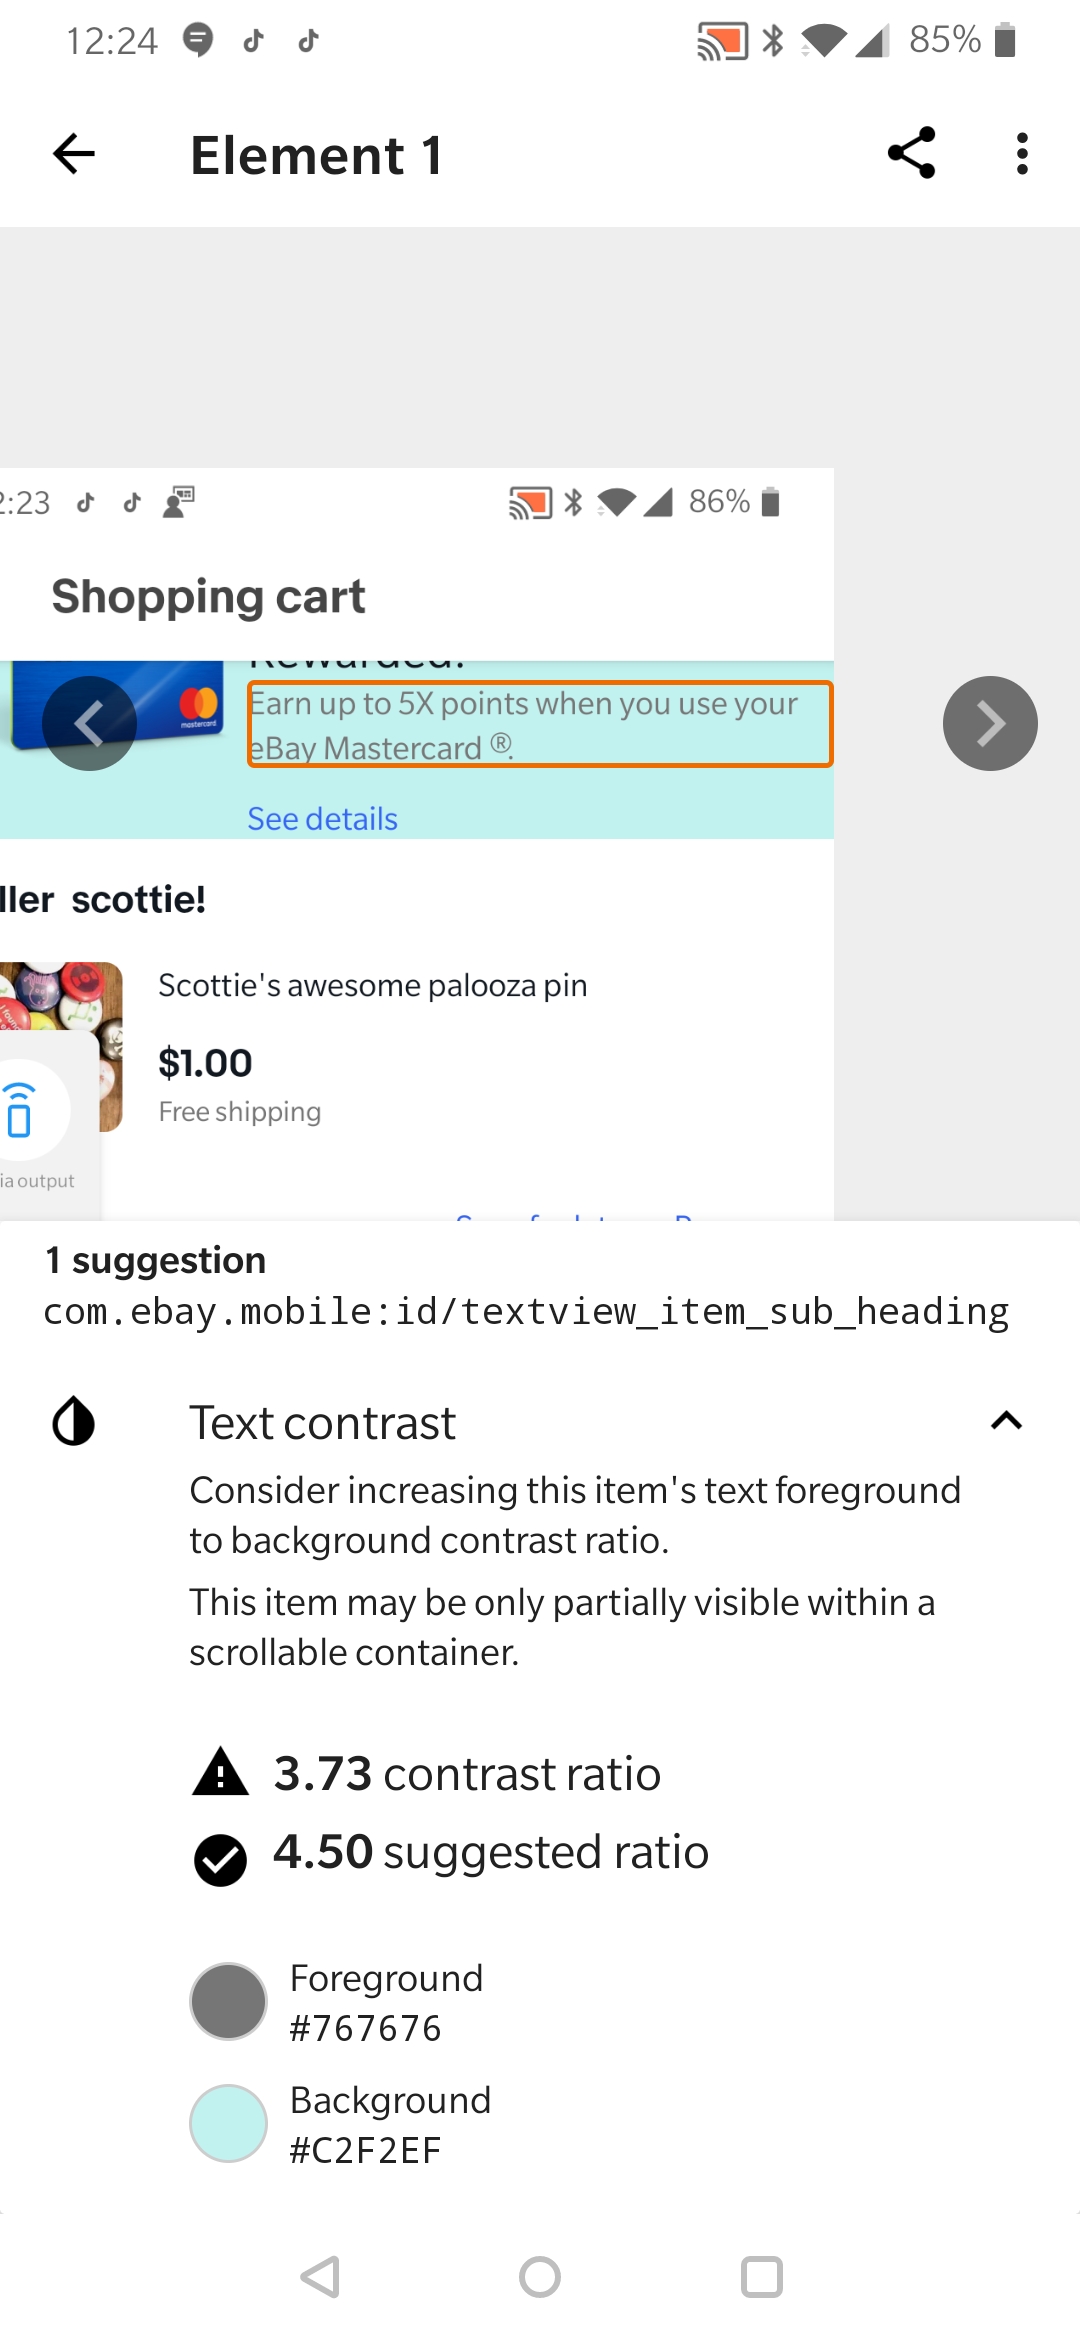 12:24
85%
Element 1
2:23
86%
Shopping cart
Rewarded!
mastercard
Earn up to 5X points when you use your
eBay Mastercard ®.
See details
ller scottie!
Scottie's awesome palooza pin
$1.00
Free shipping
ia output
1 suggestion
com.ebay.mobile:id/textview_item_sub_heading
Text contrast
Consider increasing this item's text foreground
to background contrast ratio.
This item may be only partially visible within a
scrollable container.
3.73 contrast ratio
4.50 suggested ratio
Foreground
#767676
Background
#C2F2EF